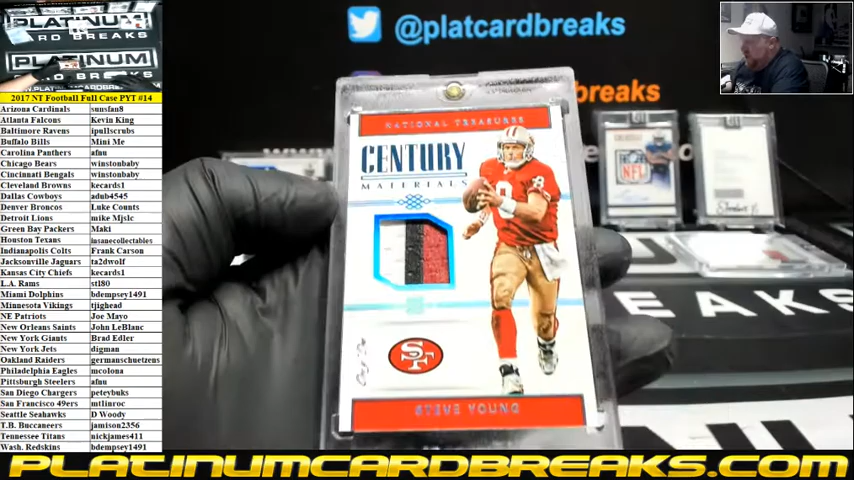 PLATINUM
RD BREAKS
PLATINUM
2017 NT Football Full Case PYT #14
Arizona Cardinals sunsfan8
Atlanta Falcons Kevin King
Baltimore Ravens ipullscrubs
Buffalo Bills Mini Me
Carolina Panthers afnu
Chicago Bears winstonbaby
Cincinnati Bengals winstonbaby
Cleveland Browns kecards1
Dallas Cowboys adub4545
Denver Broncos Luke Counts
Detroit Lions mike Mjslc
Green Bay Packers Maki
Houston Texans insanecollectables
Indianapolis Colts Frank Carson
Jacksonville Jaguars ta2dwolf
Kansas City Chiefs kecards1
L.A. Rams stl80
Miami Dolphins bdempsey1491
Minnesota Vikings tjighead
NE Patriots Joe Mayo
New Orleans Saints John LeBlanc
New York Giants Brad Edler
New York Jets digman
Oakland Raiders germanschuetzens
Philadelphia Eagles mcolona
Pittsburg Steelers afnu
San Diego Chargers peteybuks
San Francisco 49ers mtlinroc
Seattle Seahawks D Woody
T.B. Buccaneers jamison2356
Tennessee Titans nickjames411
Wash. Redskins bdempsey1491
@platcardbreaks
breaks
NATIONAL TREASURES
CENTURY
MATERIALS
8
SF
STEVE YOUNG
NFL
BREAKS
PLATINUMCARDBREAKS.COM